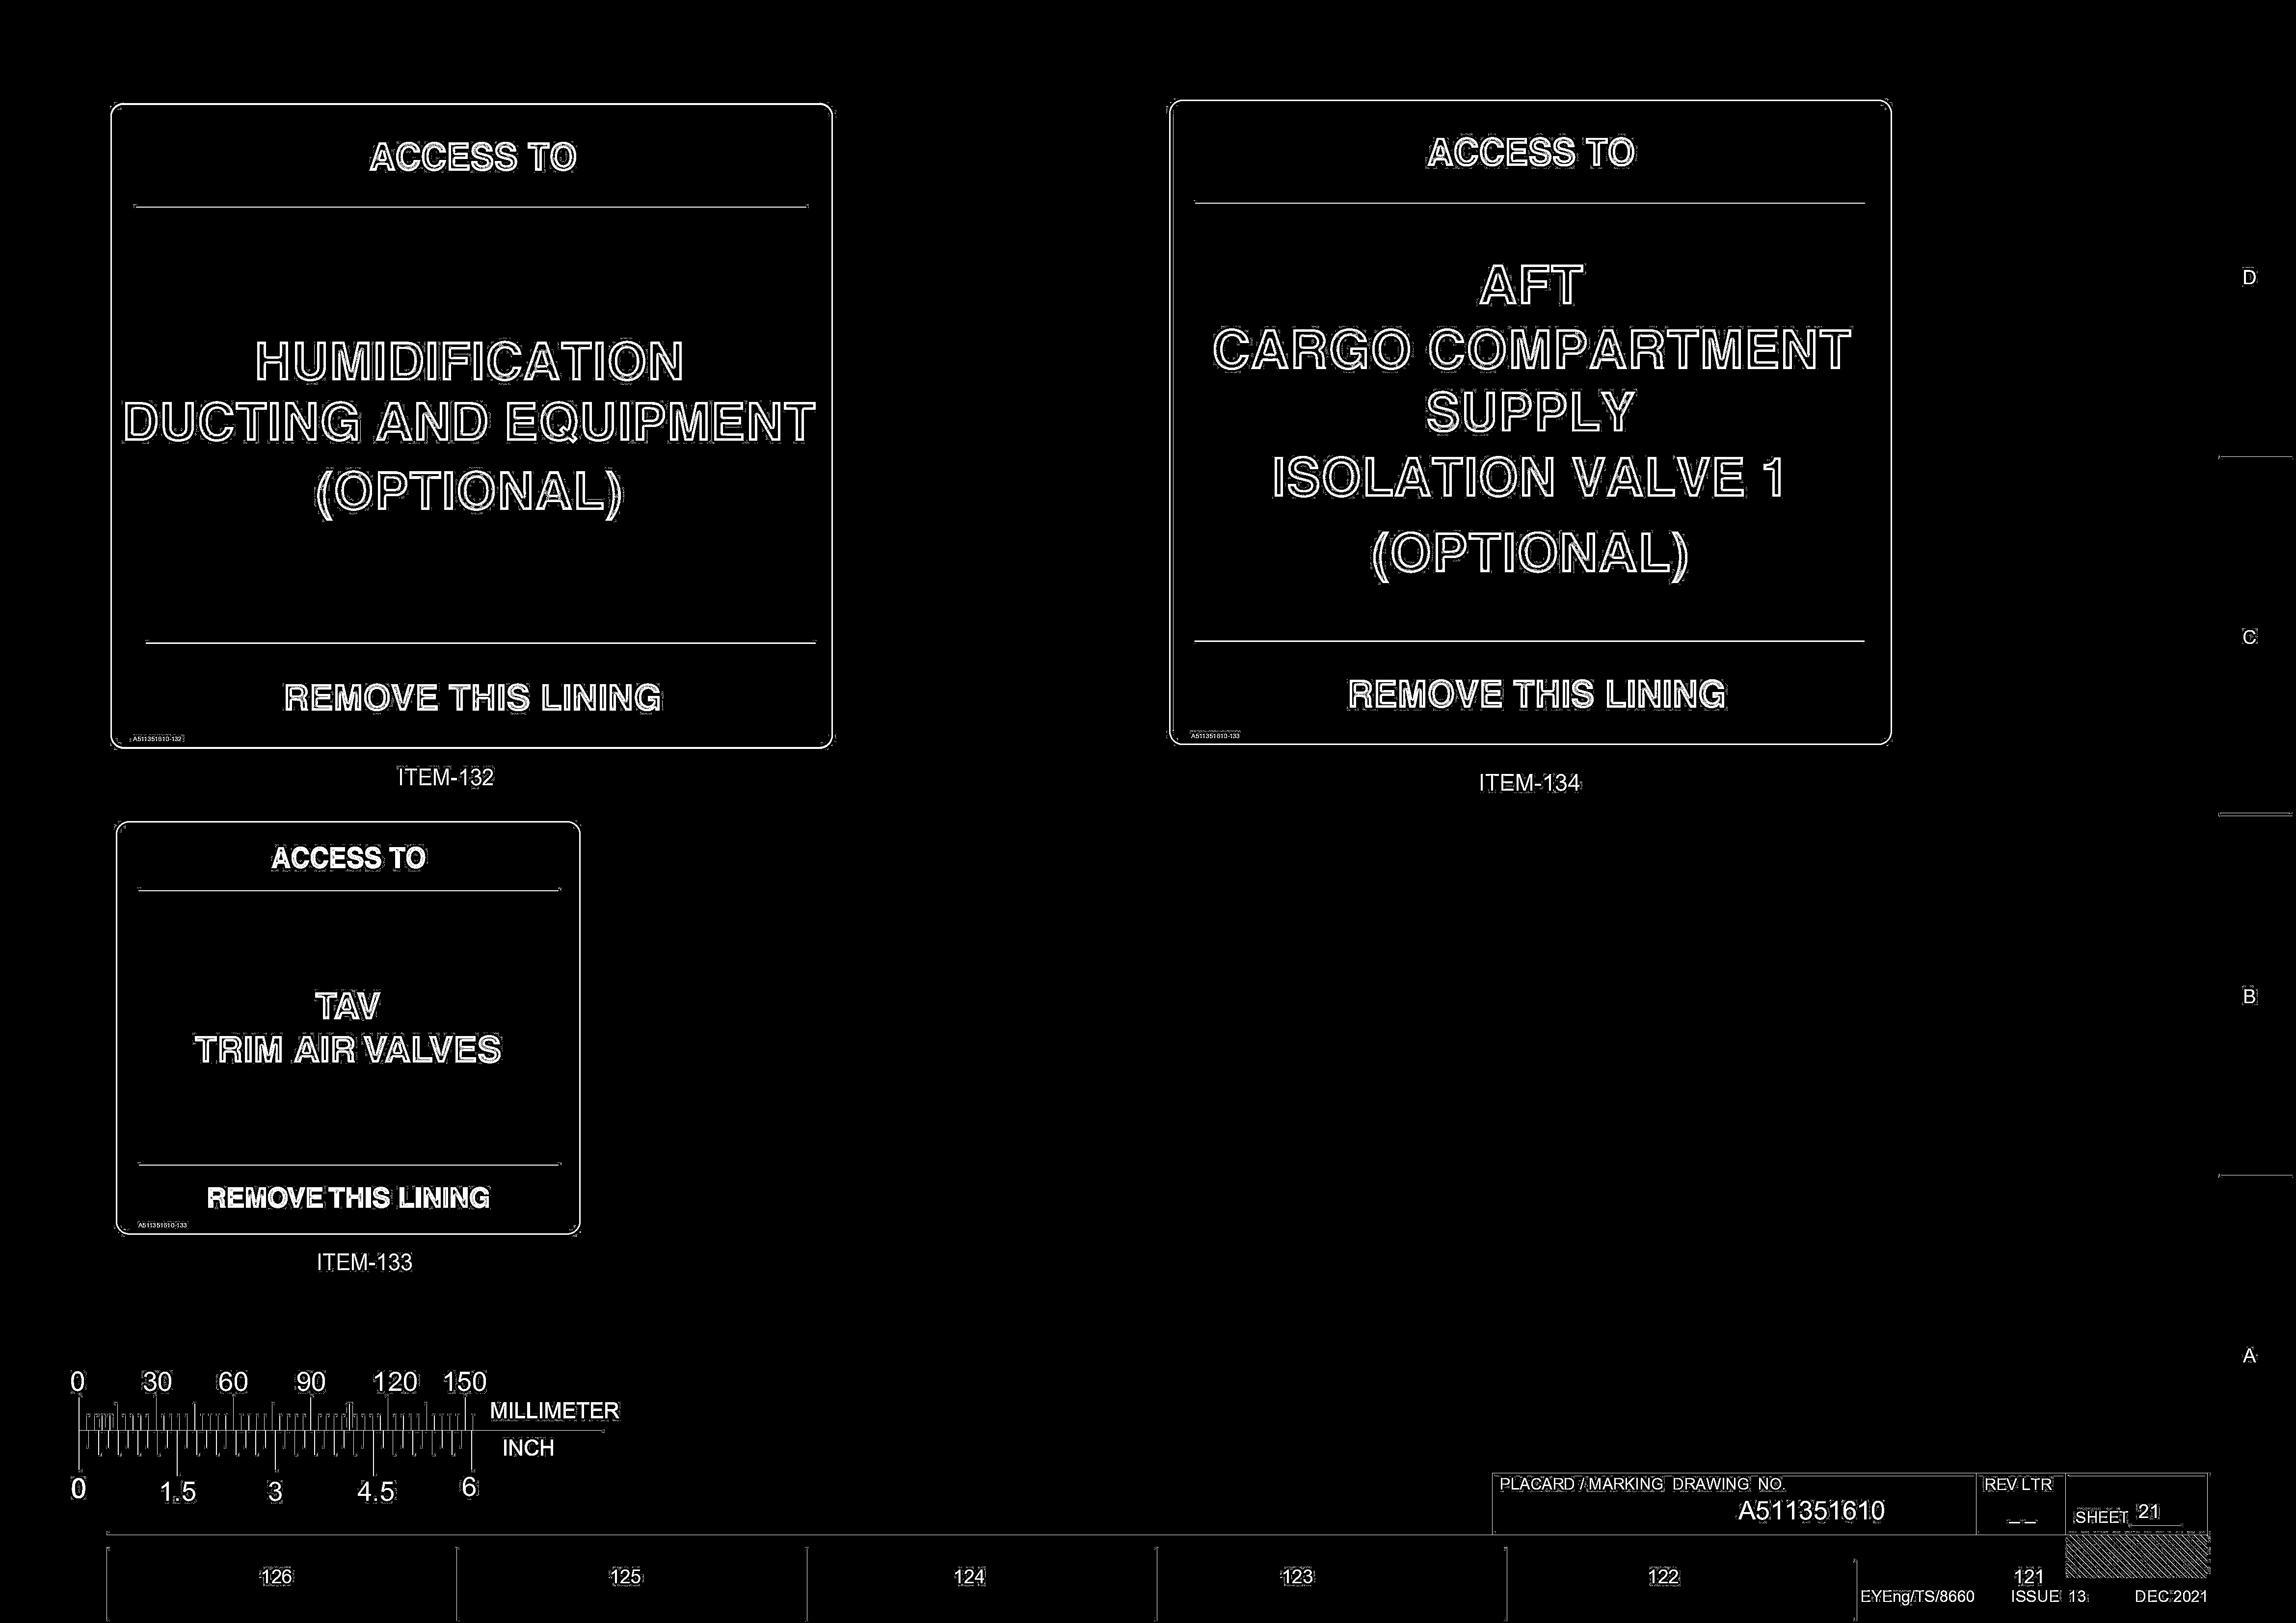 ACCESS TO
HUMIDIFICATION
DUCTING AND EQUIPMENT
(OPTIONAL)
REMOVE THIS LINING
A511351610-132
ITEM-132
ACCESS TO
AFT
CARGO COMPARTMENT
SUPPLY
ISOLATION VALVE 1
(OPTIONAL)
REMOVE THIS LINING
A511351610-133
ITEM-134
ACCESS TO
TAV
TRIM AIR VALVES
REMOVE THIS LINING
A511351610-133
ITEM-133
D
C
B
A
0 30 60 90 120 150
MILLIMETER
INCH
0 1.5 3 4.5 6
PLACARD / MARKING DRAWING NO.
A511351610
REV LTR
_ _
SHEET 21
126 125 124 123 122 121
EYEng/TS/8660 ISSUE 13 DEC 2021